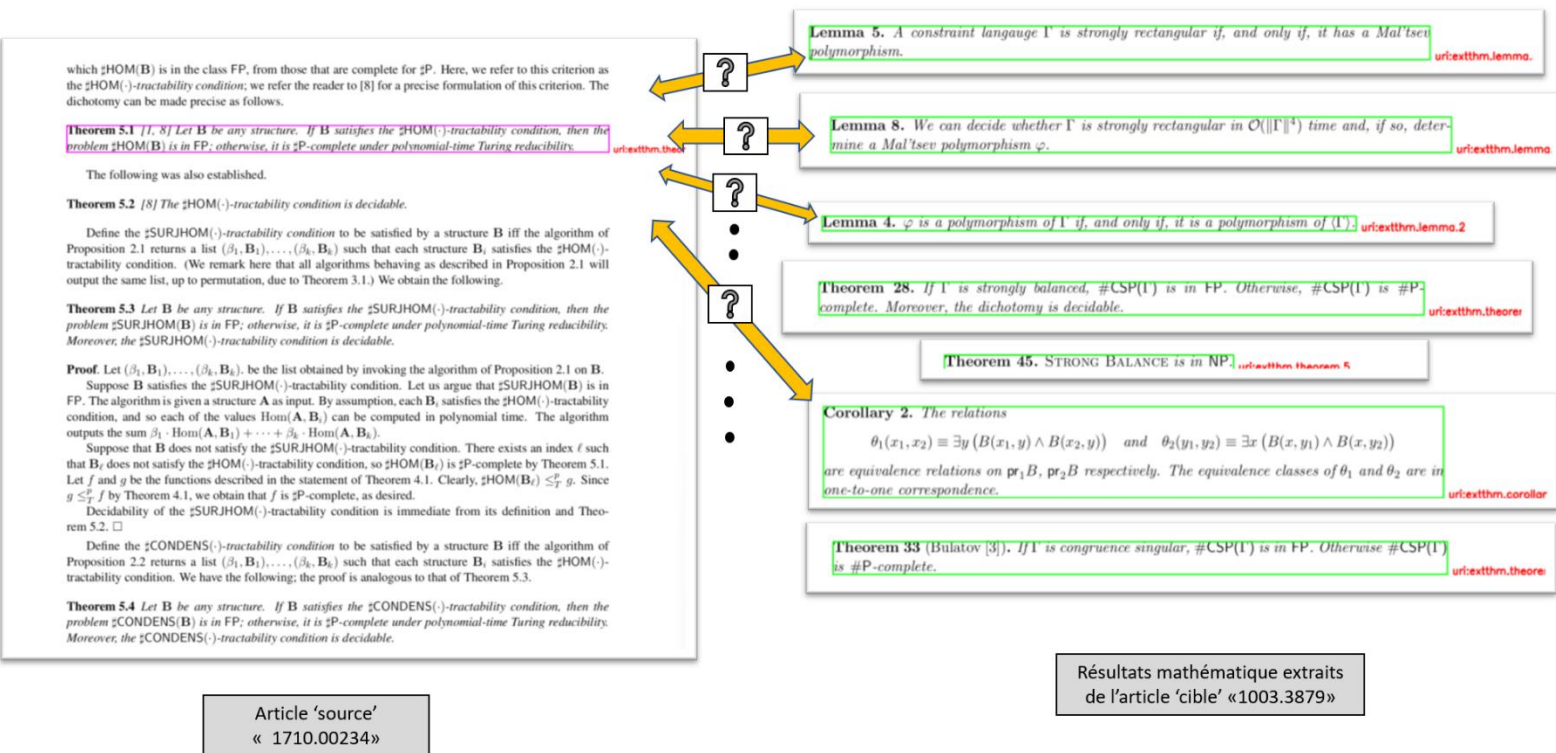 which ♯HOM(B) is in the class FP, from those that are complete for ♯P. Here, we refer to this criterion as
the ♯HOM(·)-tractability condition; we refer the reader to [8] for a precise formulation of this criterion. The
dichotomy can be made precise as follows.
Theorem 5.1 [1, 8] Let B be any structure. If B satisfies the ♯HOM(·)-tractability condition, then the
problem ♯HOM(B) is in FP; otherwise, it is ♯P-complete under polynomial-time Turing reducibility.
uri:extthm.theo
The following was also established.
Theorem 5.2 [8] The ♯HOM(·)-tractability condition is decidable.
Define the ♯SURJHOM(·)-tractability condition to be satisfied by a structure B iff the algorithm of
Proposition 2.1 returns a list (β₁, B₁), . . . , (βₖ, Bₖ) such that each structure Bᵢ satisfies the ♯HOM(·)-
tractability condition. (We remark here that all algorithms behaving as described in Proposition 2.1 will
output the same list, up to permutation, due to Theorem 3.1.) We obtain the following.
Theorem 5.3 Let B be any structure. If B satisfies the ♯SURJHOM(·)-tractability condition, then the
problem ♯SURJHOM(B) is in FP; otherwise, it is ♯P-complete under polynomial-time Turing reducibility.
Moreover, the ♯SURJHOM(·)-tractability condition is decidable.
Proof. Let (β₁, B₁), . . . , (βₖ, Bₖ). be the list obtained by invoking the algorithm of Proposition 2.1 on B.
Suppose B satisfies the ♯SURJHOM(·)-tractability condition. Let us argue that ♯SURJHOM(B) is in
FP. The algorithm is given a structure A as input. By assumption, each Bᵢ satisfies the ♯HOM(·)-tractability
condition, and so each of the values Hom(A, Bᵢ) can be computed in polynomial time. The algorithm
outputs the sum β₁ · Hom(A, B₁) + · · · + βₖ · Hom(A, Bₖ).
Suppose that B does not satisfy the ♯SURJHOM(·)-tractability condition. There exists an index ℓ such
that Bℓ does not satisfy the ♯HOM(·)-tractability condition, so ♯HOM(Bℓ) is ♯P-complete by Theorem 5.1.
Let f and g be the functions described in the statement of Theorem 4.1. Clearly, ♯HOM(Bℓ) ≤ᵖ_T g. Since
g ≤ᵖ_T f by Theorem 4.1, we obtain that f is ♯P-complete, as desired.
Decidability of the ♯SURJHOM(·)-tractability condition is immediate from its definition and Theo-
rem 5.2. □
Define the ♯CONDENS(·)-tractability condition to be satisfied by a structure B iff the algorithm of
Proposition 2.2 returns a list (β₁, B₁), . . . , (βₖ, Bₖ) such that each structure Bᵢ satisfies the ♯HOM(·)-
tractability condition. We have the following; the proof is analogous to that of Theorem 5.3.
Theorem 5.4 Let B be any structure. If B satisfies the ♯CONDENS(·)-tractability condition, then the
problem ♯CONDENS(B) is in FP; otherwise, it is ♯P-complete under polynomial-time Turing reducibility.
Moreover, the ♯CONDENS(·)-tractability condition is decidable.
Article 'source'
« 1710.00234»
?
?
?
?
Lemma 5. A constraint langauge Γ is strongly rectangular if, and only if, it has a Mal'tsev
polymorphism.
uri:extthm.lemma.
Lemma 8. We can decide whether Γ is strongly rectangular in O(‖Γ‖⁴) time and, if so, deter-
mine a Mal'tsev polymorphism φ.
uri:extthm.lemma
Lemma 4. φ is a polymorphism of Γ if, and only if, it is a polymorphism of ⟨Γ⟩.
uri:extthm.lemma.2
Theorem 28. If Γ is strongly balanced, #CSP(Γ) is in FP. Otherwise, #CSP(Γ) is #P-
complete. Moreover, the dichotomy is decidable.
uri:extthm.theorer
Theorem 45. STRONG BALANCE is in NP.
uri:extthm.theorem.5
Corollary 2. The relations
θ₁(x₁, x₂) ≡ ∃y (B(x₁, y) ∧ B(x₂, y)) and θ₂(y₁, y₂) ≡ ∃x (B(x, y₁) ∧ B(x, y₂))
are equivalence relations on pr₁B, pr₂B respectively. The equivalence classes of θ₁ and θ₂ are in
one-to-one correspondence.
uri:extthm.corollar
Theorem 33 (Bulatov [3]). If Γ is congruence singular, #CSP(Γ) is in FP. Otherwise #CSP(Γ)
is #P-complete.
uri:extthm.theorei
Résultats mathématique extraits
de l'article 'cible' «1003.3879»